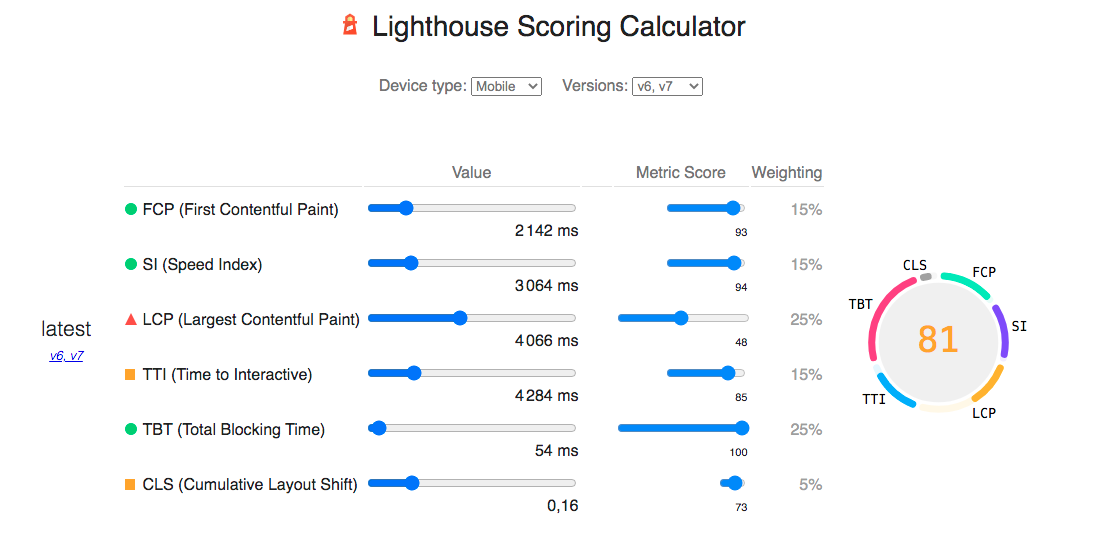 Lighthouse Scoring Calculator
Device type: Mobile Versions: v6, v7
Value Metric Score Weighting
FCP (First Contentful Paint) 15%
2 142 ms 93
SI (Speed Index) 15%
3 064 ms 94
latest
v6, v7
LCP (Largest Contentful Paint) 25%
4 066 ms 48
TTI (Time to Interactive) 15%
4 284 ms 85
TBT (Total Blocking Time) 25%
54 ms 100
CLS (Cumulative Layout Shift) 5%
0,16 73
CLS
FCP
TBT
SI
81
TTI
LCP